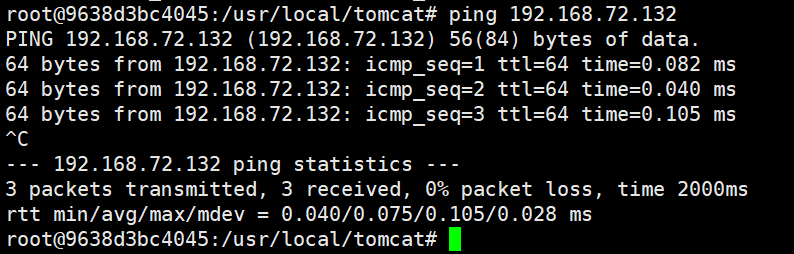 root@9638d3bc4045:/usr/local/tomcat# ping 192.168.72.132
PING 192.168.72.132 (192.168.72.132) 56(84) bytes of data.
64 bytes from 192.168.72.132: icmp_seq=1 ttl=64 time=0.082 ms
64 bytes from 192.168.72.132: icmp_seq=2 ttl=64 time=0.040 ms
64 bytes from 192.168.72.132: icmp_seq=3 ttl=64 time=0.105 ms
^C
--- 192.168.72.132 ping statistics ---
3 packets transmitted, 3 received, 0% packet loss, time 2000ms
rtt min/avg/max/mdev = 0.040/0.075/0.105/0.028 ms
root@9638d3bc4045:/usr/local/tomcat#